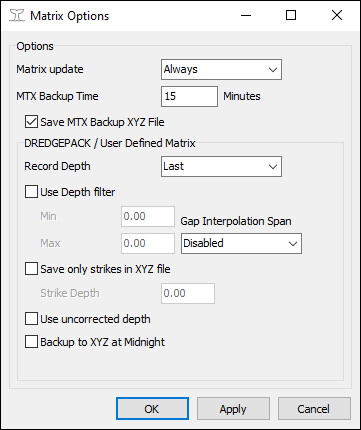 Matrix Options
Options
Matrix update Always
MTX Backup Time 15 Minutes
Save MTX Backup XYZ File
DREDGEPACK / User Defined Matrix
Record Depth Last
Use Depth filter
Min 0.00 Gap Interpolation Span
Max 0.00 Disabled
Save only strikes in XYZ file
Strike Depth 0.00
Use uncorrected depth
Backup to XYZ at Midnight
OK Apply Cancel